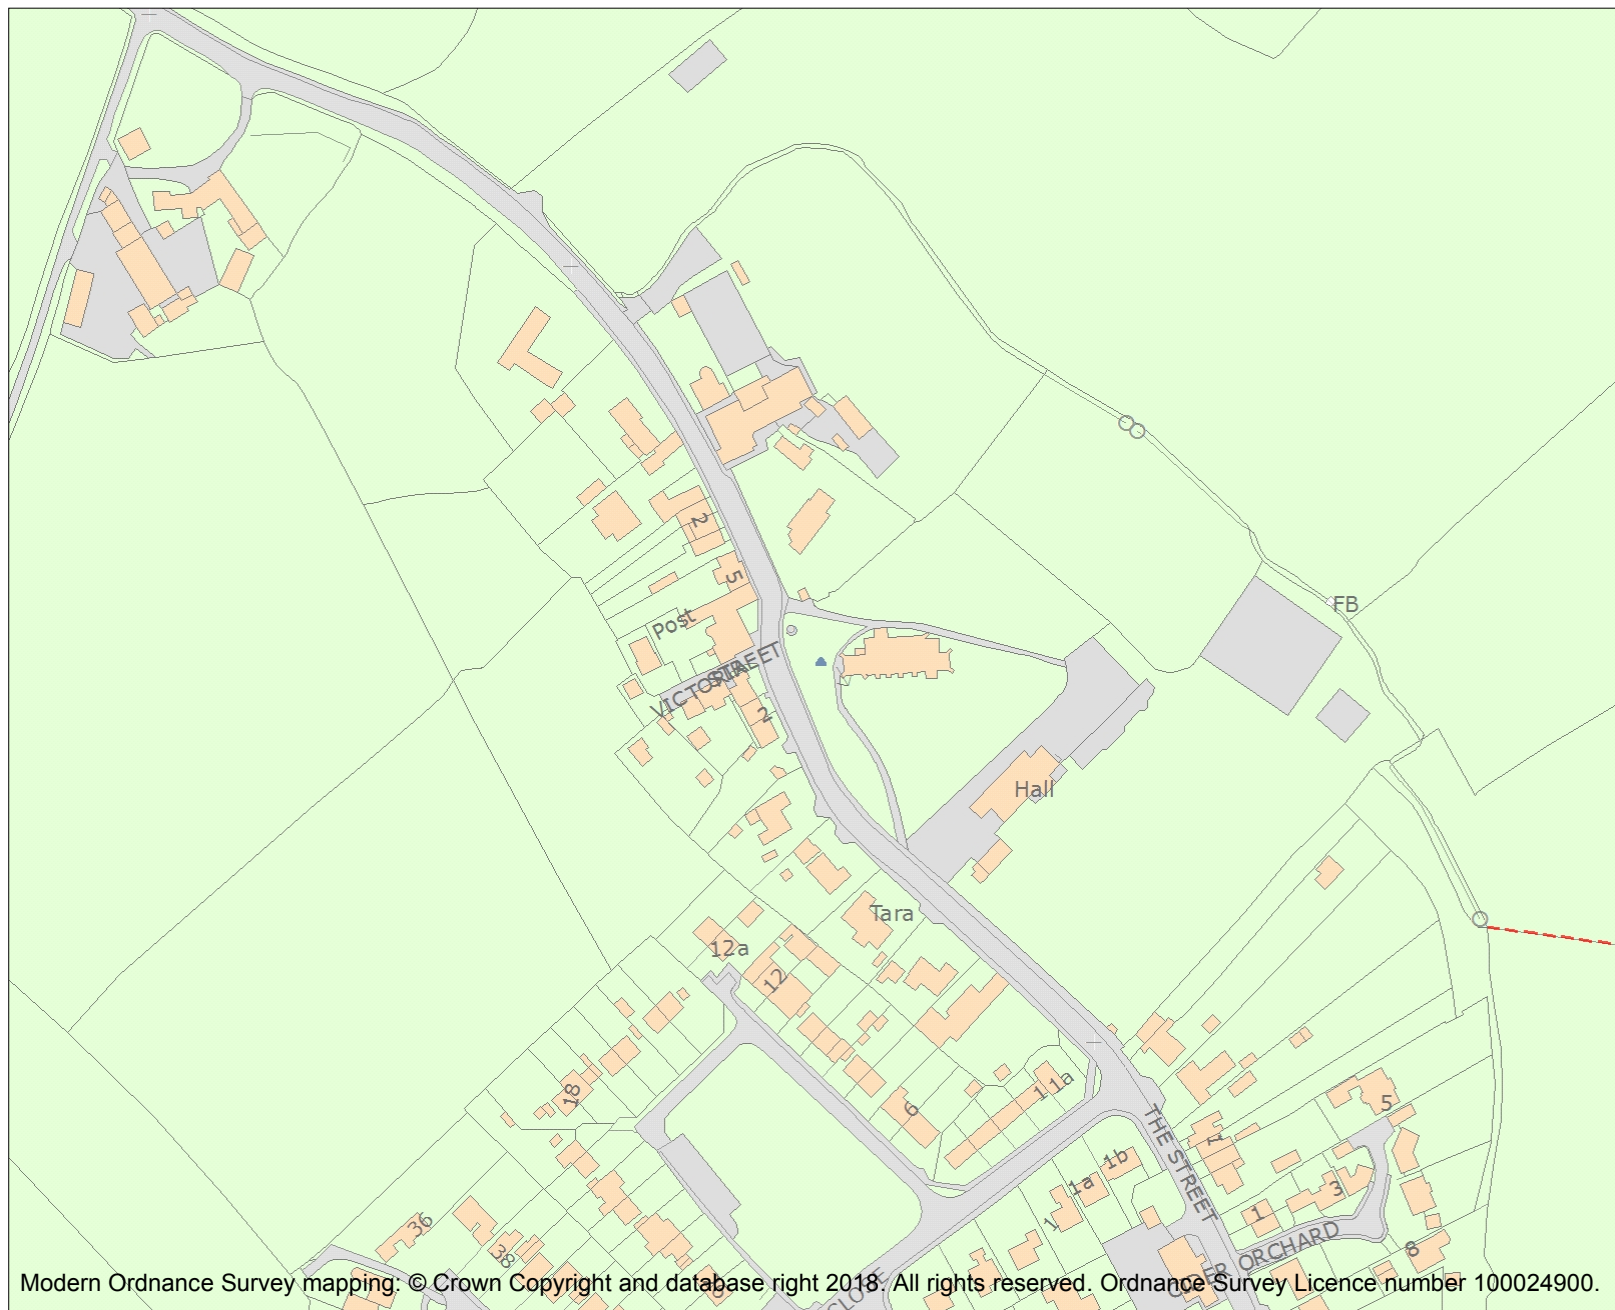 2
5
Post
FB
VICTORIA
STREET
2
Hall
Tara
12a
12
18
6
1
1a
THE STREET
1b
1a
1
5
3
1
36
38
8
ORCHARD
CLOSE
Modern Ordnance Survey mapping: © Crown Copyright and database right 2018. All rights reserved. Ordnance Survey Licence number 100024900.